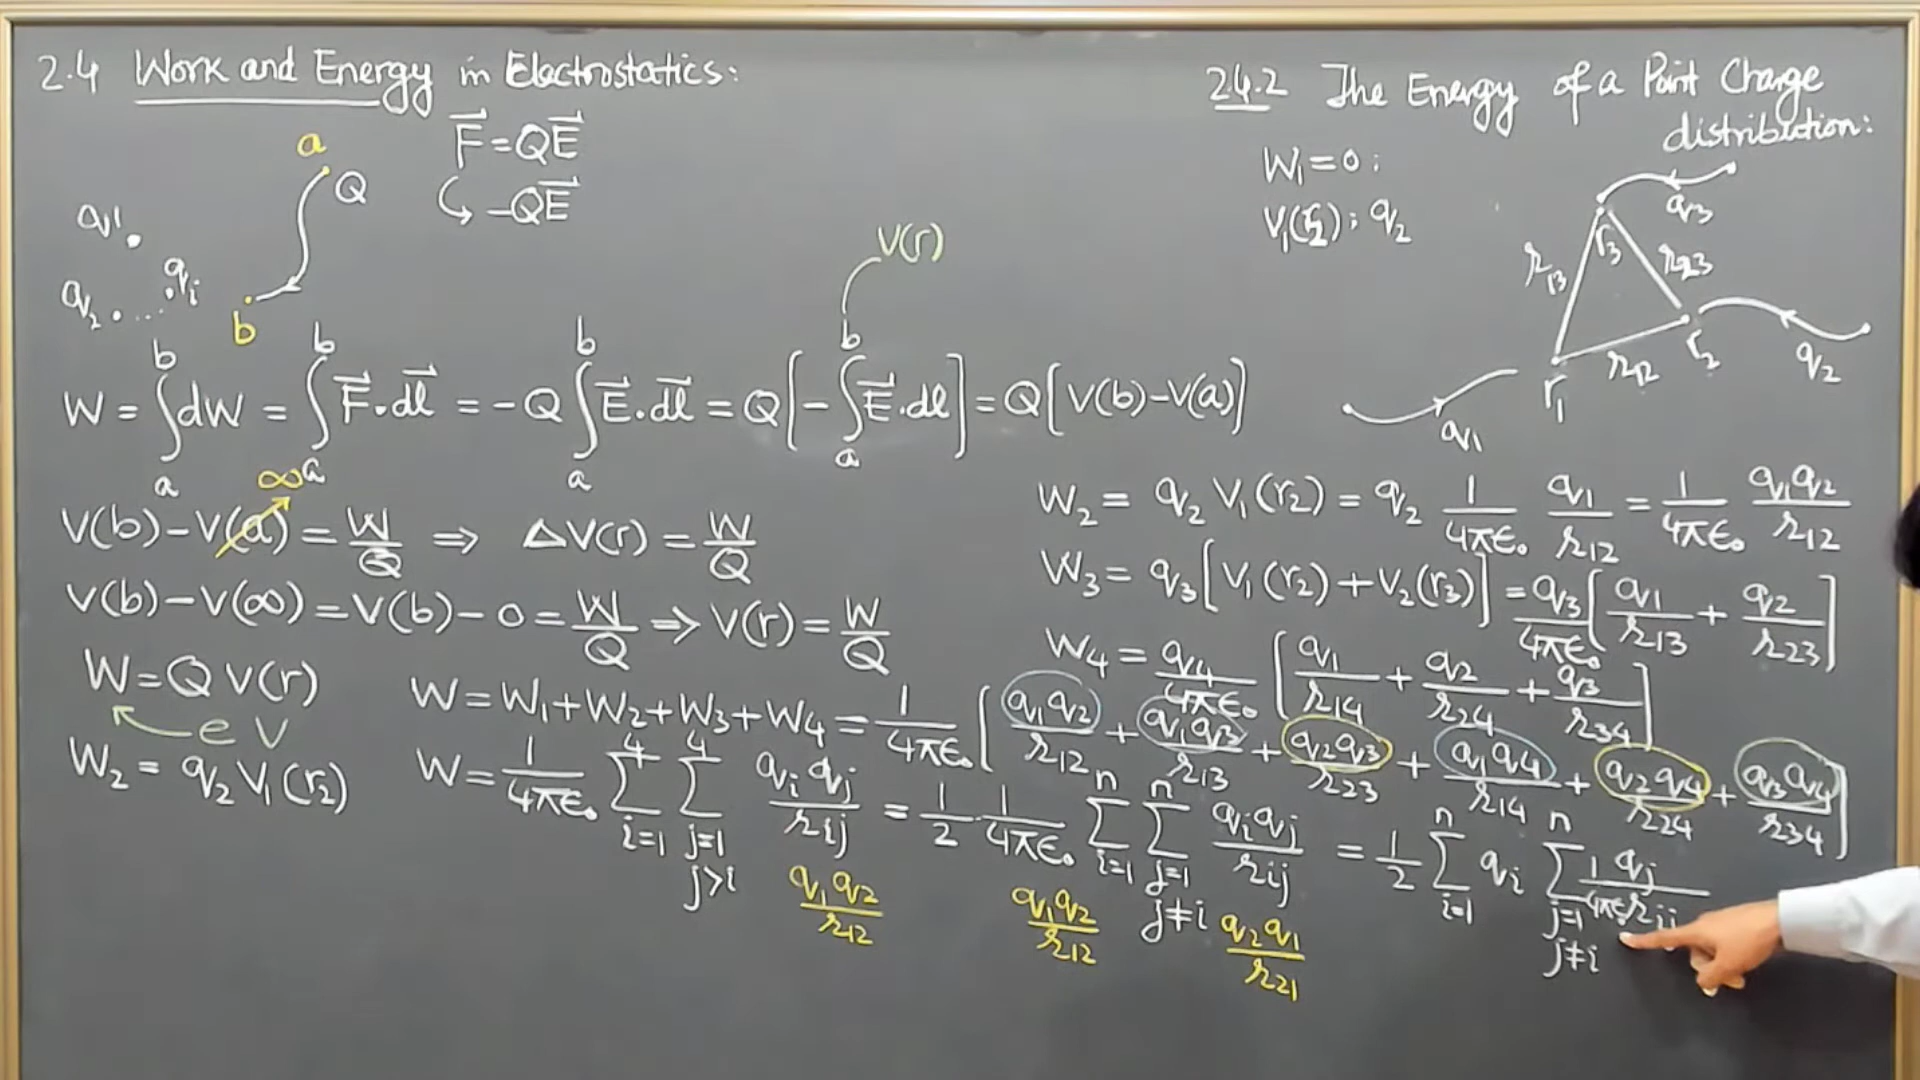 2.4 Work and Energy in Electrostatics:
F⃗ = QE⃗
↳ -QE⃗
a
Q
q1
q2 . ... qi
b
V(r)
W = ∫_a^b dW = ∫_a^b F⃗·dl⃗ = -Q ∫_a^b E⃗·dl⃗ = Q[-∫_a^b E⃗·dl] = Q[V(b)-V(a)]
∞
V(b)-V(a) = W/Q ⇒ ΔV(r) = W/Q
V(b)-V(∞) = V(b)-0 = W/Q ⇒ V(r) = W/Q
W = Q V(r)
e V
W2 = q2 V1(r2)
2.4.2 The Energy of a Point Charge
distribution:
W1 = 0;
V1(r2); q2
q3
r3
r13
r23
r2
r12
q2
r1
q1
W2 = q2 V1(r2) = q2 1/4πϵ0 q1/r12 = 1/4πϵ0 q1q2/r12
W3 = q3[V1(r2)+V2(r3)] = q3/4πϵ0 [q1/r13 + q2/r23]
W4 = q4/4πϵ0 [q1/r14 + q2/r24 + q3/r34]
W = W1+W2+W3+W4 = 1/4πϵ0 [q1q2/r12 + q1q3/r13 + q2q3/r23 + q1q4/r14 + q2q4/r24 + q3q4/r34]
W = 1/4πϵ0 Σ_{i=1}^4 Σ_{j=1, j>i}^4 qiqj/rij = 1/2 · 1/4πϵ0 Σ_{i=1}^n Σ_{j=1, j≠i}^n qiqj/rij = 1/2 Σ_{i=1}^n qi Σ_{j=1, j≠i}^n 1/4πϵ0 qj/rij
q1q2/r12
q1q2/r12
q2q1/r21